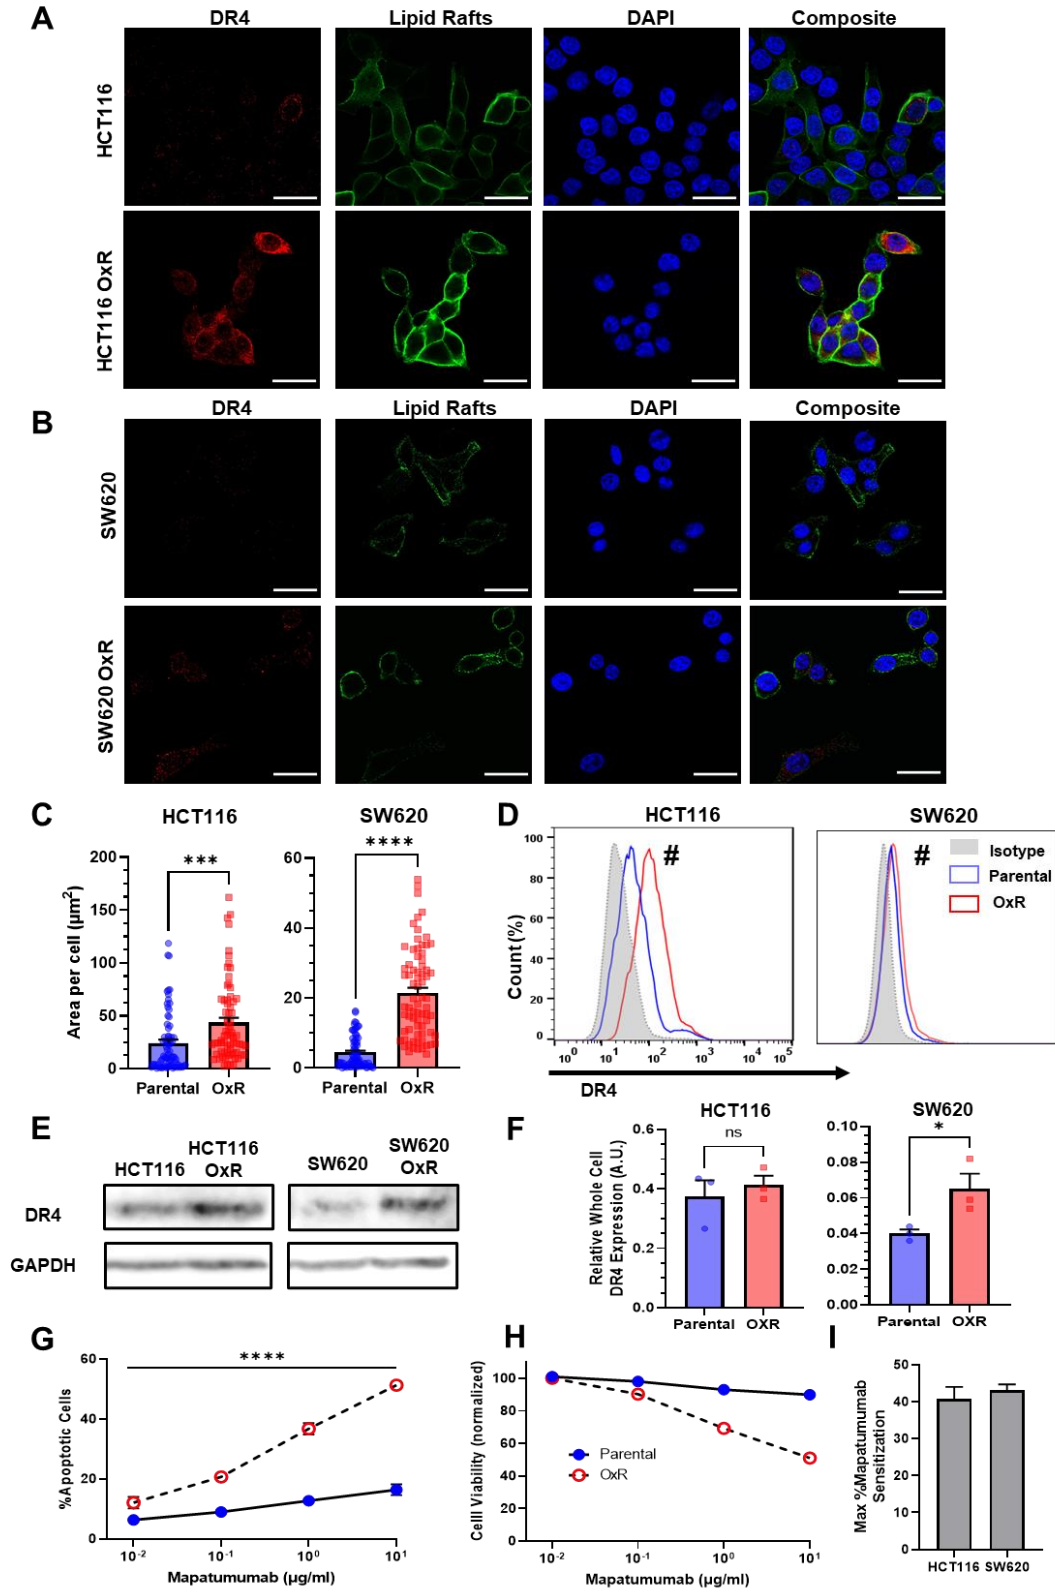 A
DR4 Lipid Rafts DAPI Composite
HCT116
HCT116 OxR
B
DR4 Lipid Rafts DAPI Composite
SW620
SW620 OxR
C
HCT116 SW620
*** ****
Area per cell (µm²)
200
150
100
50
0
60
40
20
0
Parental OxR Parental OxR
D
HCT116 SW620
# #
Isotype
Parental
OxR
Count (%)
100
80
60
40
20
0
10⁰ 10¹ 10² 10³ 10⁴ 10⁵
DR4
E
HCT116 HCT116 OxR SW620 SW620 OxR
DR4
GAPDH
F
HCT116 SW620
ns *
Relative Whole Cell
DR4 Expression (A.U.)
0.6
0.4
0.2
0.0
0.10
0.08
0.06
0.04
0.02
0.00
Parental OXR Parental OXR
G
****
%Apoptotic Cells
60
40
20
0
10⁻² 10⁻¹ 10⁰ 10¹
Mapatumumab (µg/ml)
H
Celll Viability (normalized)
100
80
60
40
20
0
Parental
OxR
10⁻² 10⁻¹ 10⁰ 10¹
Mapatumumab (µg/ml)
I
Max %Mapatumumab
Sensitization
50
40
30
20
10
0
HCT116 SW620